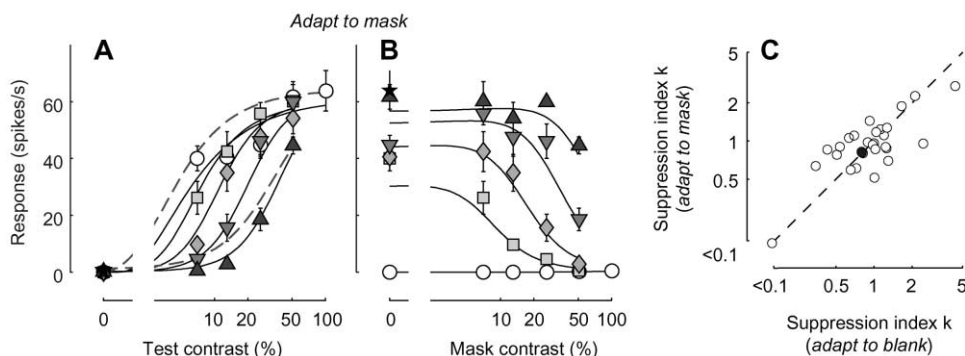 Adapt to mask
A
B
C
Response (spikes/s)
60
40
20
0
0
10
20
50
100
Test contrast (%)
0
10
20
50
100
Mask contrast (%)
Suppression index k
(adapt to mask)
5
2
1
0.5
<0.1
<0.1
0.5
1
2
5
Suppression index k
(adapt to blank)